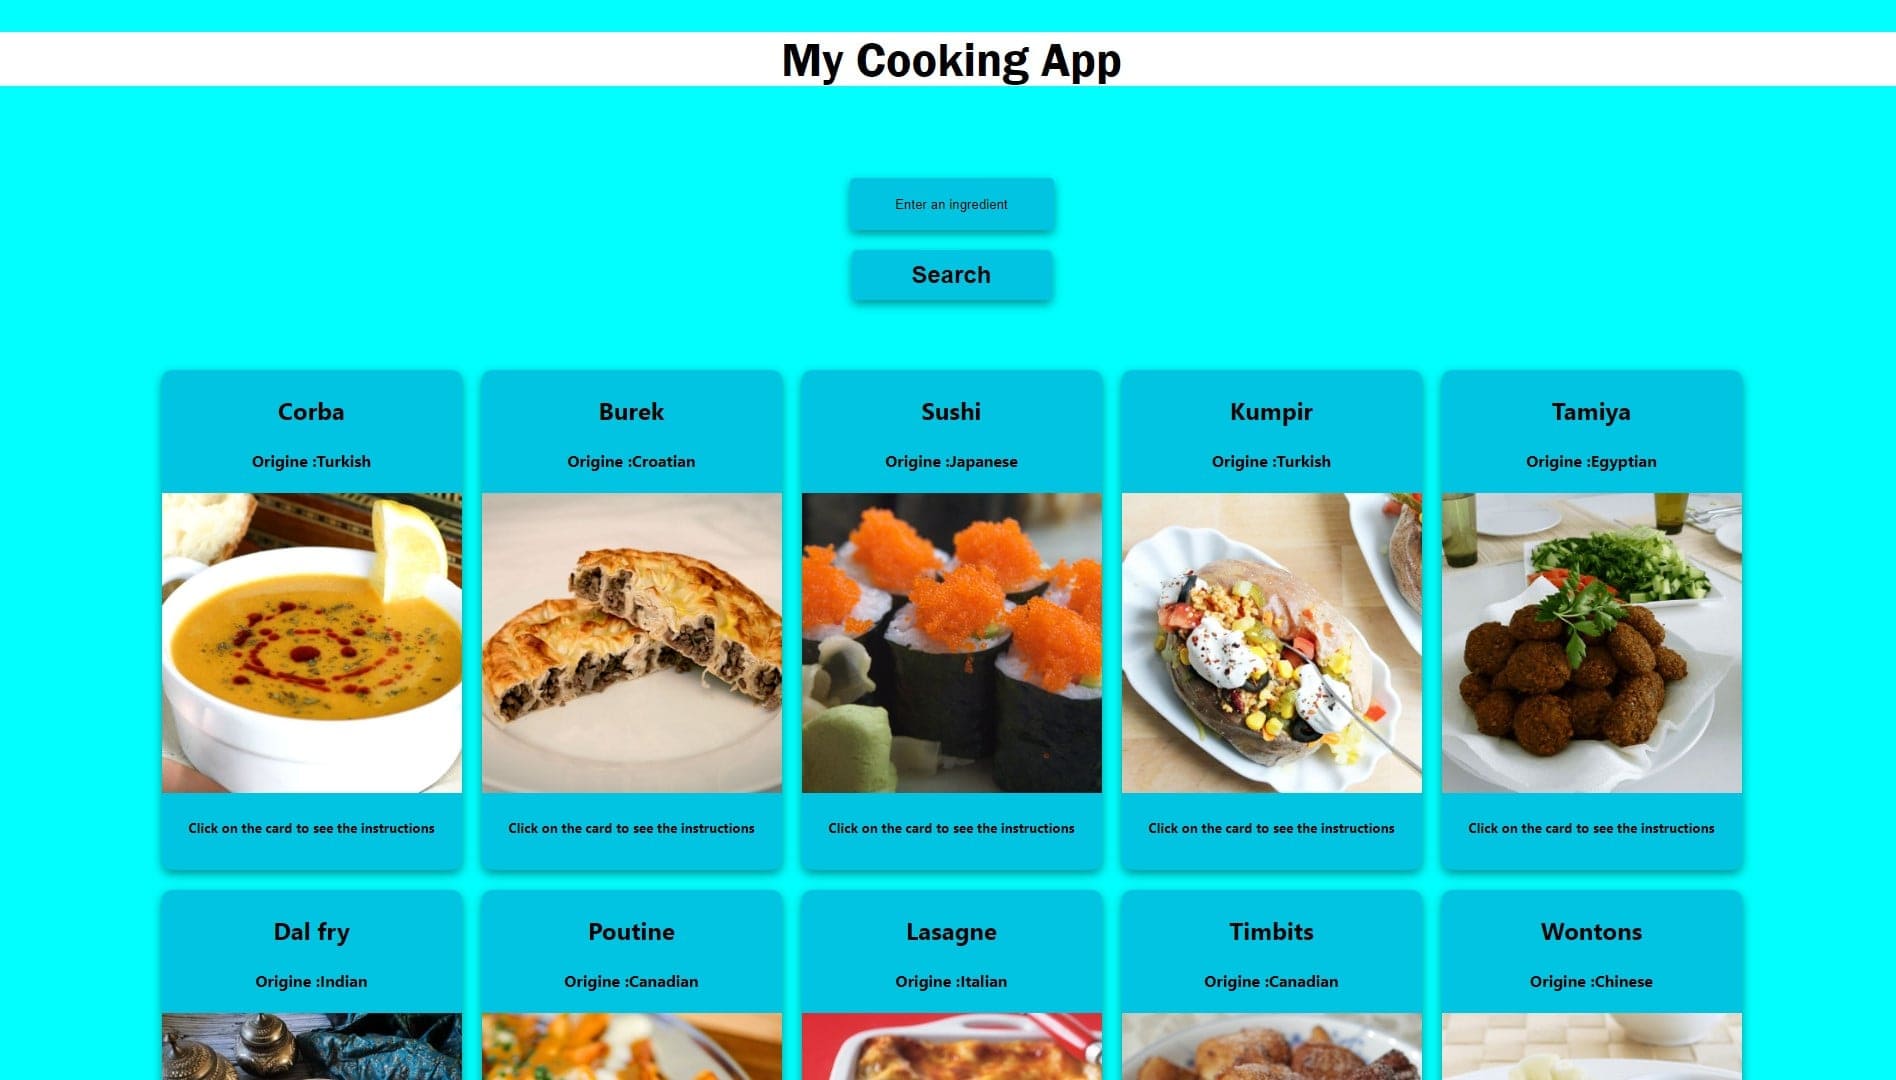 My Cooking App
Enter an ingredient
Search
Corba
Origine :Turkish
Click on the card to see the instructions
Burek
Origine :Croatian
Click on the card to see the instructions
Sushi
Origine :Japanese
Click on the card to see the instructions
Kumpir
Origine :Turkish
Click on the card to see the instructions
Tamiya
Origine :Egyptian
Click on the card to see the instructions
Dal fry
Origine :Indian
Poutine
Origine :Canadian
Lasagne
Origine :Italian
Timbits
Origine :Canadian
Wontons
Origine :Chinese